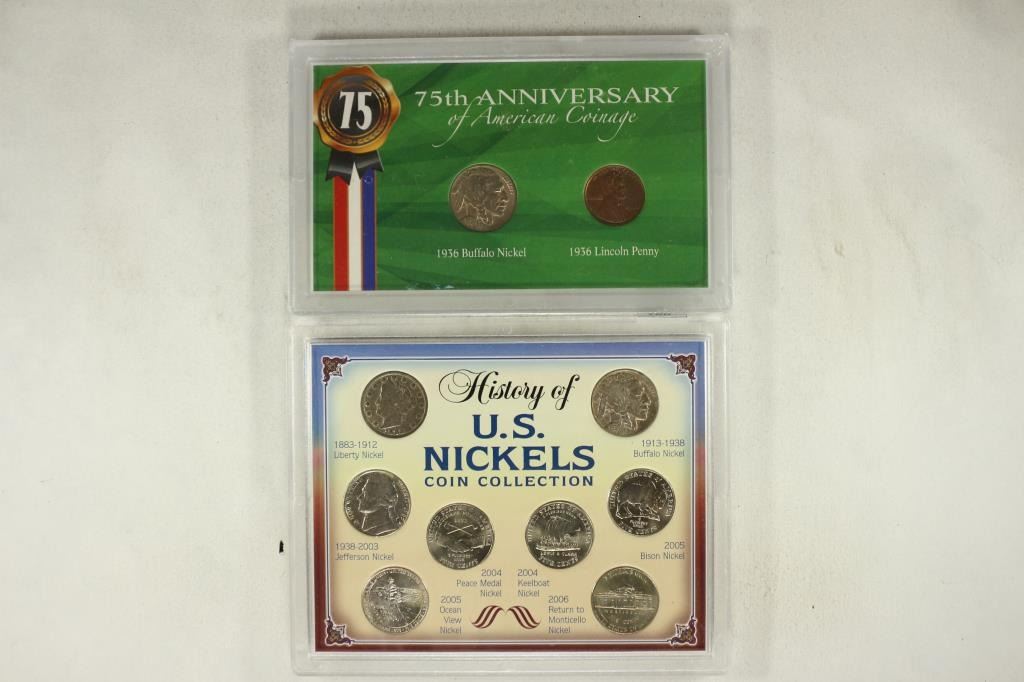 75
75th ANNIVERSARY
of American Coinage
1936 Buffalo Nickel
1936 Lincoln Penny
History of
U.S.
NICKELS
COIN COLLECTION
1883-1912
Liberty Nickel
1913-1938
Buffalo Nickel
1938-2003
Jefferson Nickel
2004
Peace Medal
Nickel
2004
Keelboat
Nickel
2005
Bison Nickel
2005
Ocean
View
Nickel
2006
Return to
Monticello
Nickel